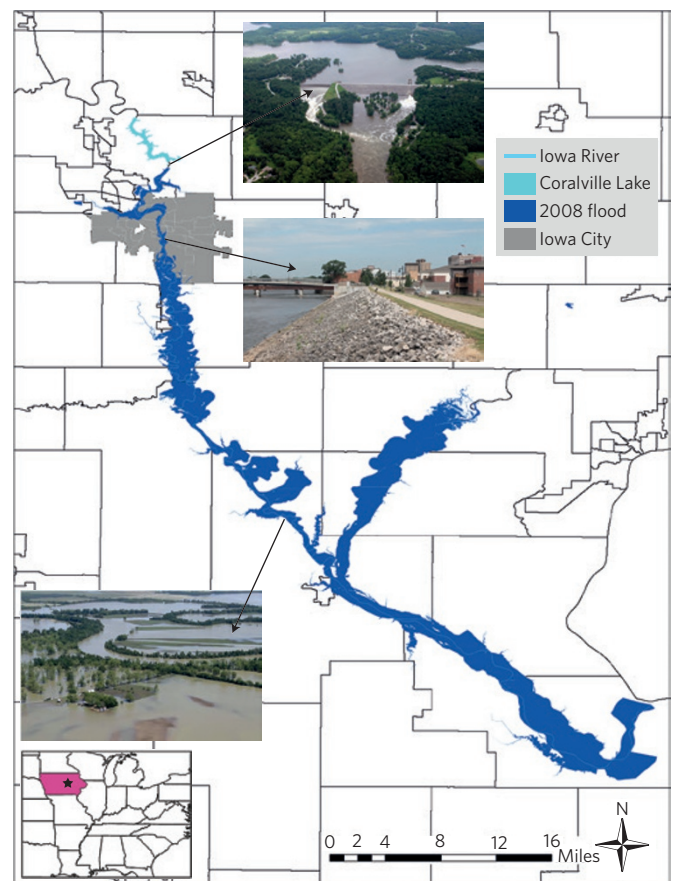 Iowa River
Coralville Lake
2008 flood
Iowa City
N
0 2 4 8 12 16
Miles